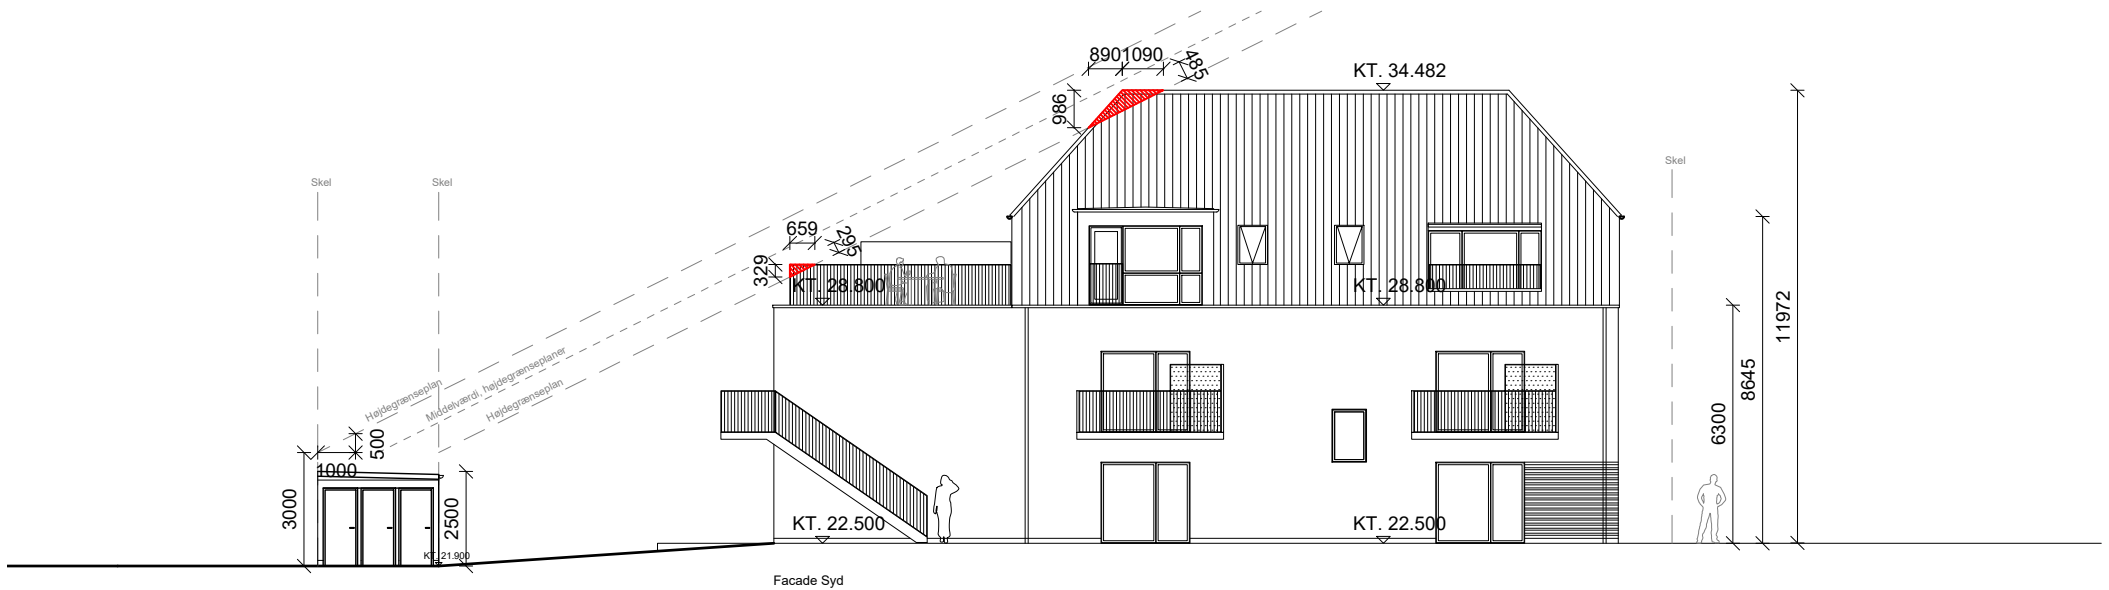 8901090
485
KT. 34.482
986
Skel
Skel
Skel
659
295
329
KT. 28.800
KT. 28.800
11972
8645
6300
Højdegrænseplan
Middelværdi, højdegrænseplaner
Højdegrænseplan
500
1000
3000
2500
KT. 21.900
KT. 22.500
KT. 22.500
Facade Syd